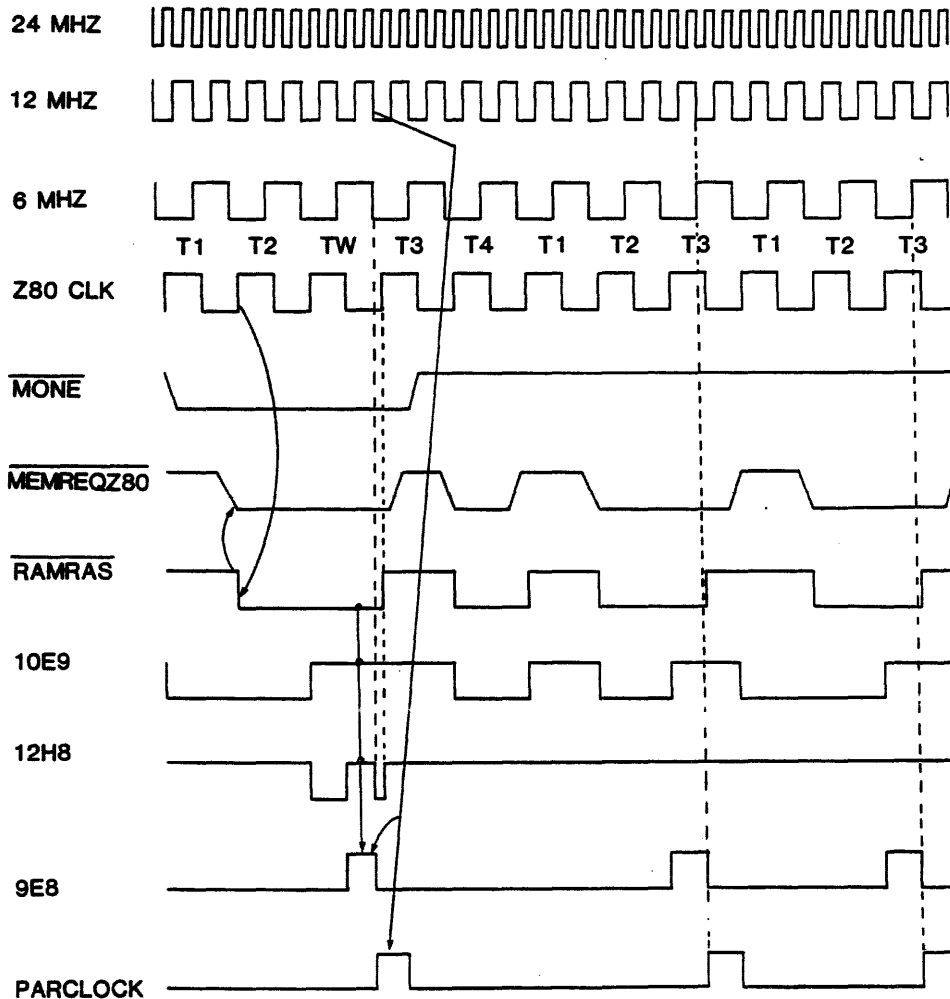 24 MHZ
12 MHZ
6 MHZ
T1 T2 TW T3 T4 T1 T2 T3 T1 T2 T3
Z80 CLK
MONE
MEMREQZ80
RAMRAS
10E9
12H8
9E8
PARCLOCK